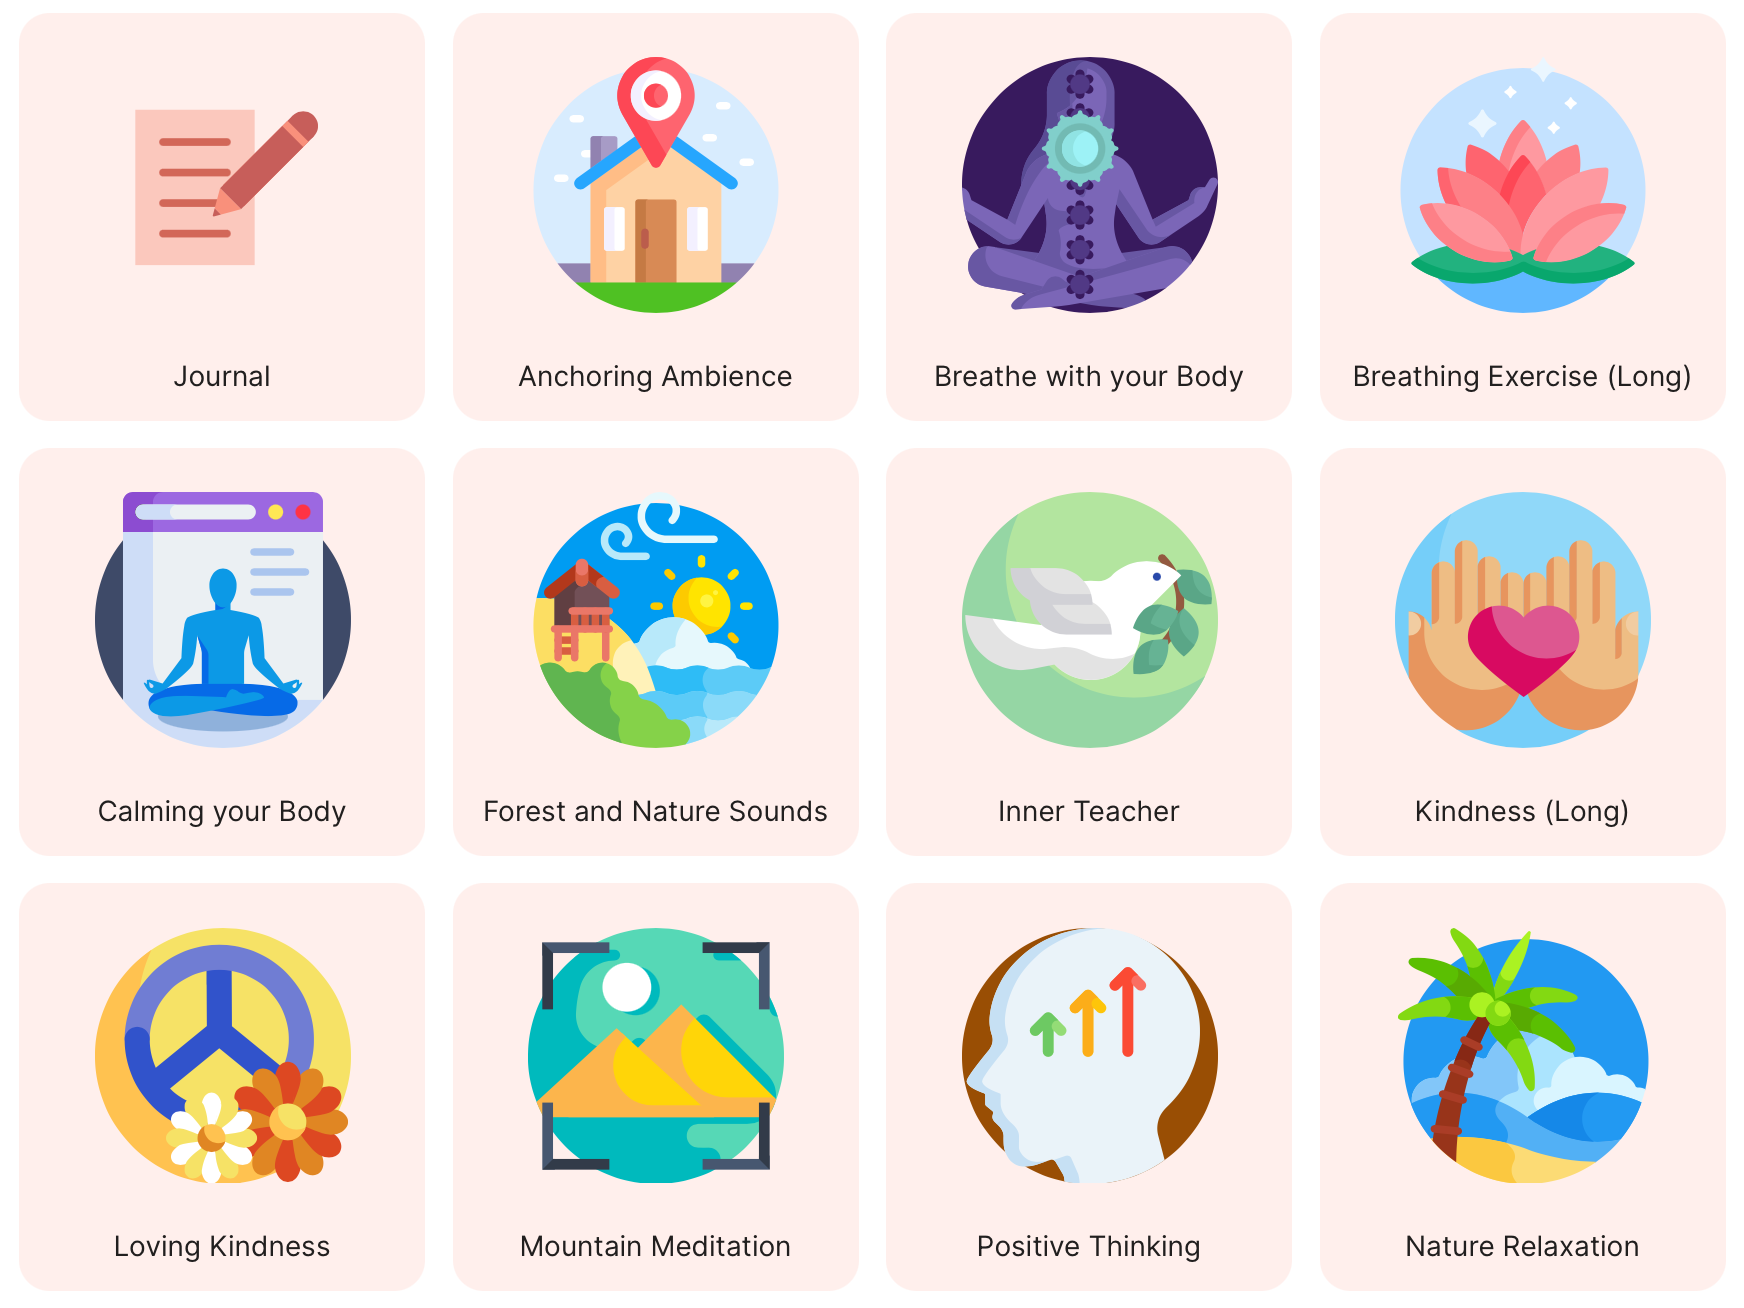 Journal
Anchoring Ambience
Breathe with your Body
Breathing Exercise (Long)
Calming your Body
Forest and Nature Sounds
Inner Teacher
Kindness (Long)
Loving Kindness
Mountain Meditation
Positive Thinking
Nature Relaxation